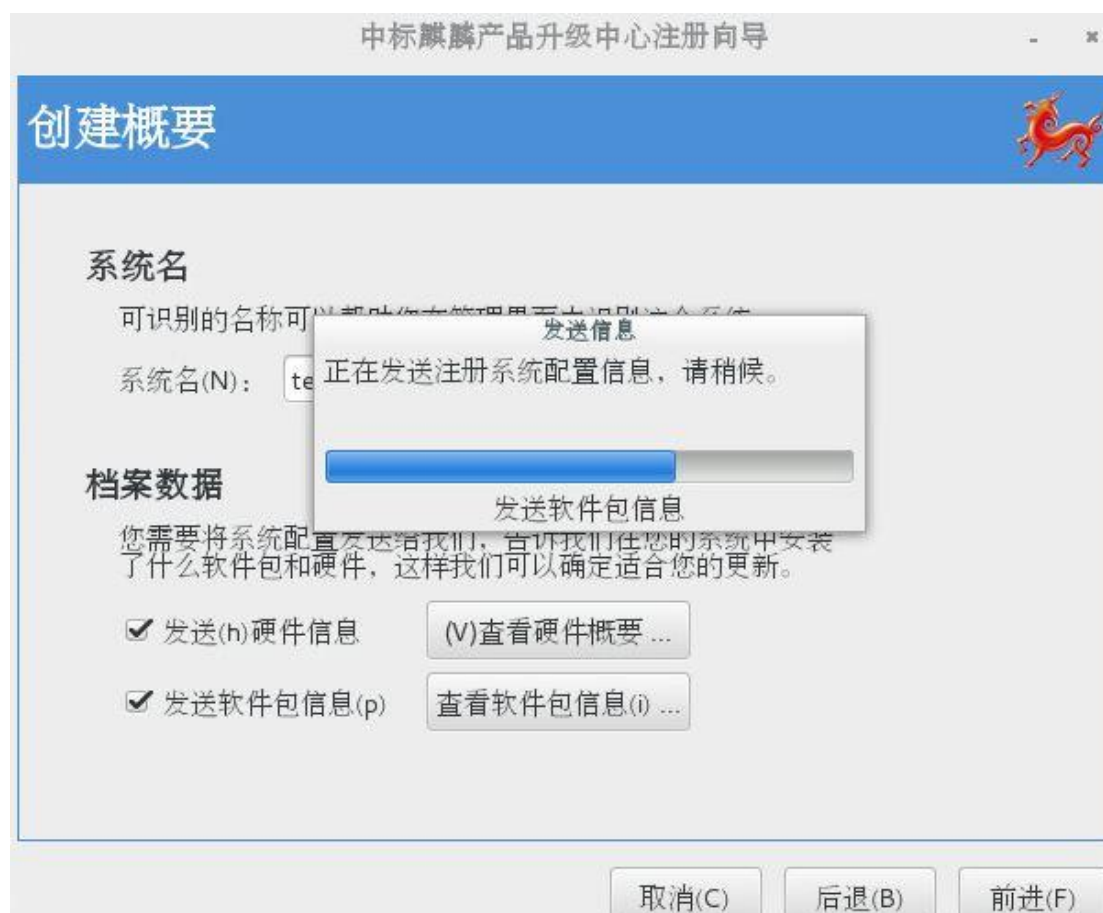 中标麒麟产品升级中心注册向导
创建概要
系统名
可识别的名称可
系统名(N)： te
发送信息
正在发送注册系统配置信息，请稍候。
发送软件包信息
档案数据
您需要将系统配置发送给我们，告诉我们在您的系统中安装
了什么软件包和硬件，这样我们可以确定适合您的更新。
发送(h)硬件信息 (V)查看硬件概要 ...
发送软件包信息(p) 查看软件包信息(i) ...
取消(C) 后退(B) 前进(F)